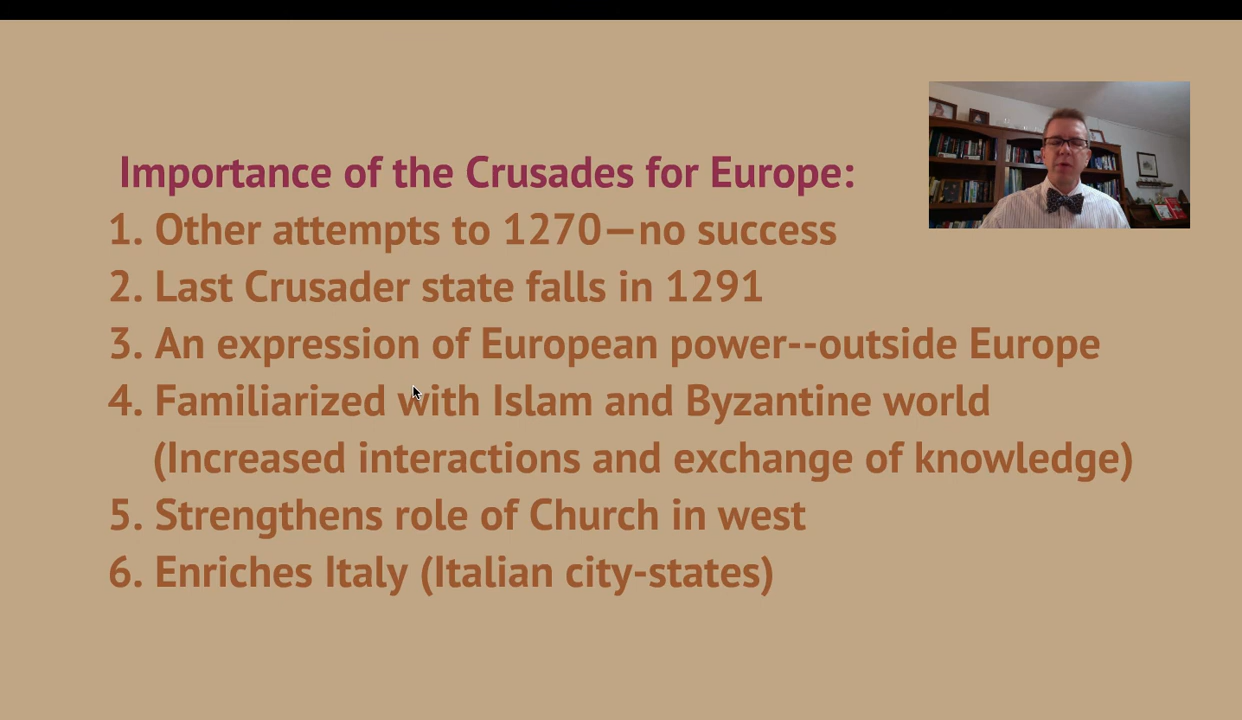 Importance of the Crusades for Europe:
1. Other attempts to 1270—no success
2. Last Crusader state falls in 1291
3. An expression of European power--outside Europe
4. Familiarized with Islam and Byzantine world
(Increased interactions and exchange of knowledge)
5. Strengthens role of Church in west
6. Enriches Italy (Italian city-states)